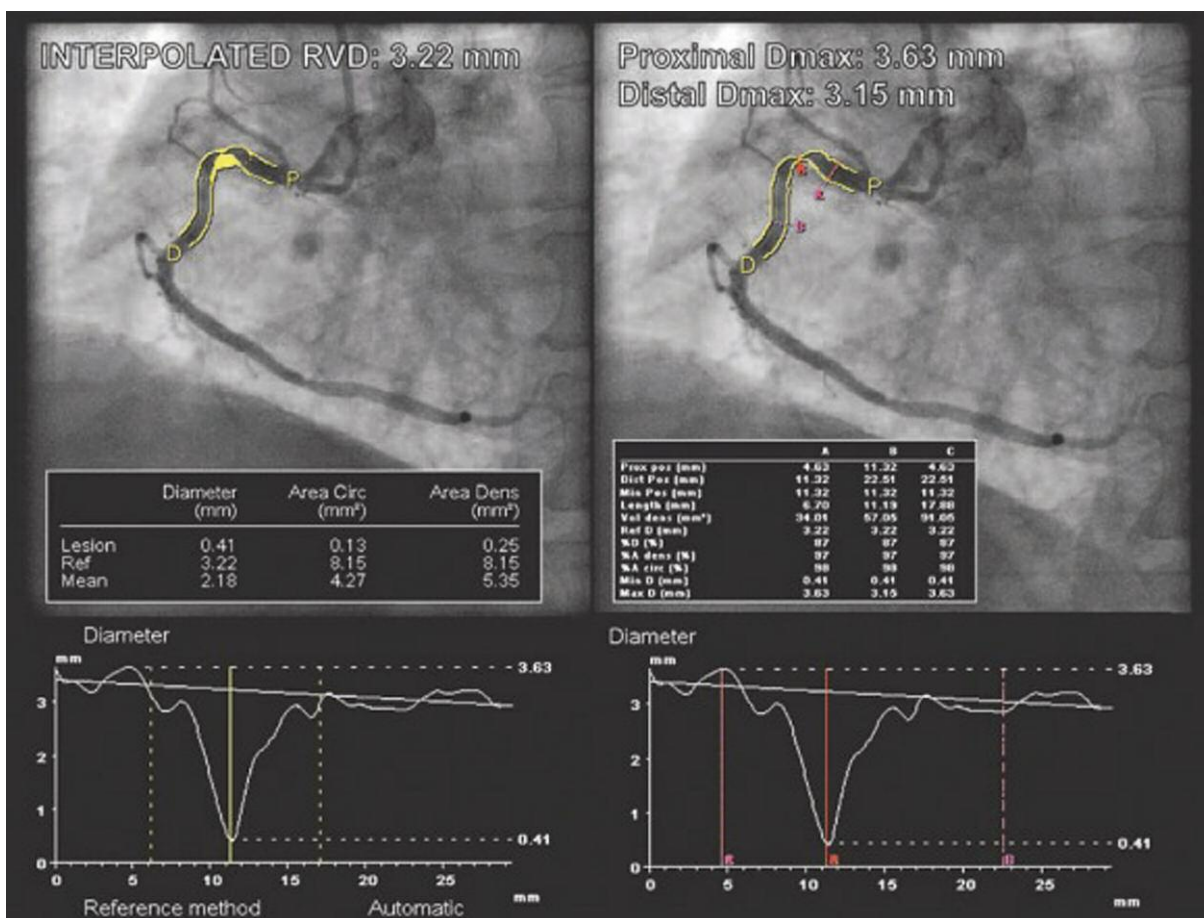 INTERPOLATED RVD: 3.22 mm
P
D
Diameter Area Circ Area Dens
(mm) (mm²) (mm²)
Lesion 0.41 0.13 0.25
Ref 3.22 8.15 8.15
Mean 2.18 4.27 5.35
Proximal Dmax: 3.63 mm
Distal Dmax: 3.15 mm
P
B
D
A B C
Prox pos (mm) 4.63 11.32 4.63
Dist Pos (mm) 11.32 22.51 22.51
Min Pos (mm) 11.32 11.32 11.32
Length (mm) 6.70 11.19 17.88
Vol dens (mm³) 34.01 57.05 91.05
Ref D (mm) 3.22 3.22 3.22
%D (%) 87 87 87
%A dens (%) 97 97 97
%A circ (%) 98 98 98
Min D (mm) 0.41 0.41 0.41
Max D (mm) 3.63 3.15 3.63
Diameter
mm
3.63
3
2
1
0.41
0
0 5 10 15 20 25
mm
Reference method Automatic
Diameter
mm
3.63
3
2
1
0.41
0
0 5 10 15 20 25
mm